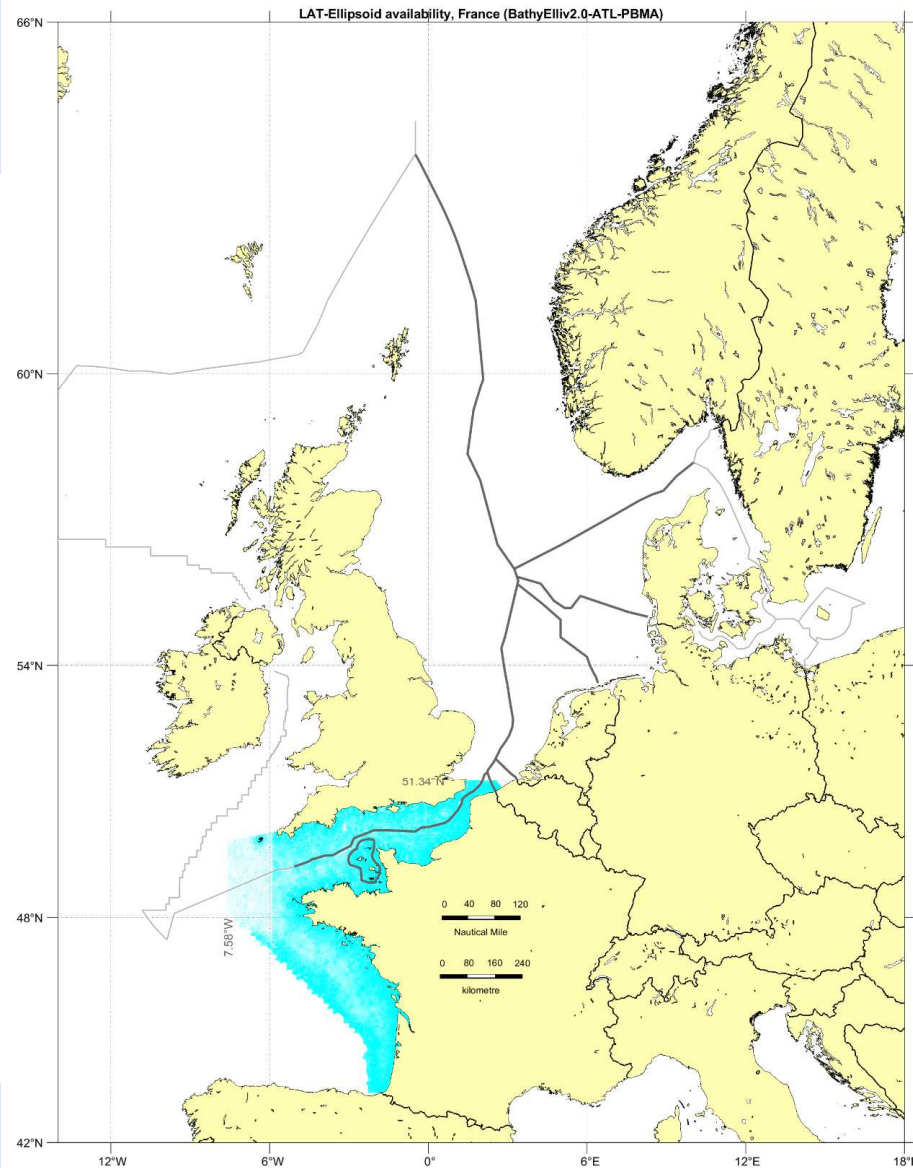 LAT-Ellipsoid availability, France (BathyElliv2.0-ATL-PBMA)
66°N
60°N
54°N
51.34°N
48°N
0 40 80 120
Nautical Mile
7.58°W
0 80 160 240
kilometre
42°N
12°W 6°W 0° 6°E 12°E 18°E